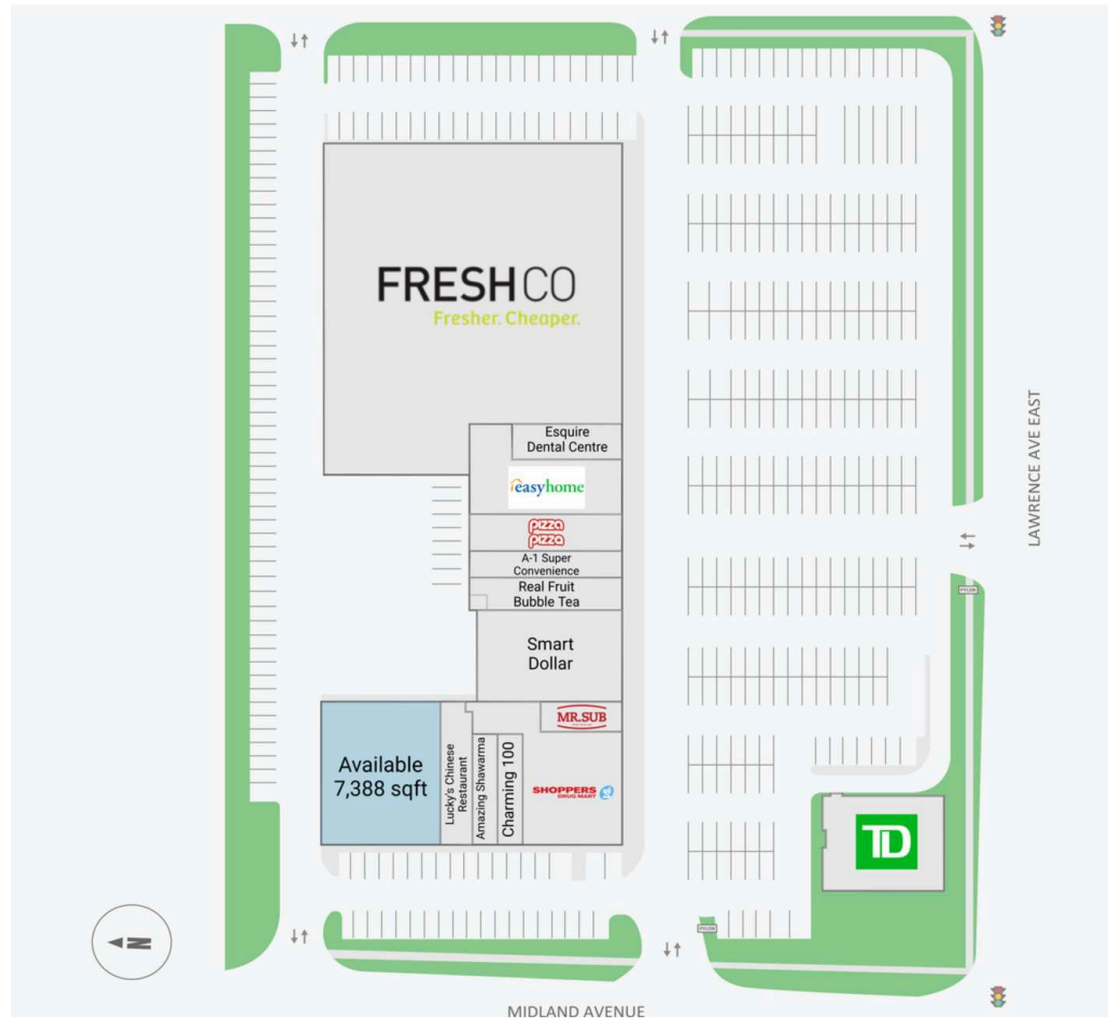 FRESHCO
Fresher. Cheaper.
Esquire
Dental Centre
easyhome
pizza
pizza
A-1 Super
Convenience
Real Fruit
Bubble Tea
Smart
Dollar
MR.SUB
Available
7,388 sqft
Lucky's Chinese
Restaurant
Amazing Shawarma
Charming 100
SHOPPERS
DRUG MART
TD
LAWRENCE AVE EAST
PYLON
PYLON
N
MIDLAND AVENUE